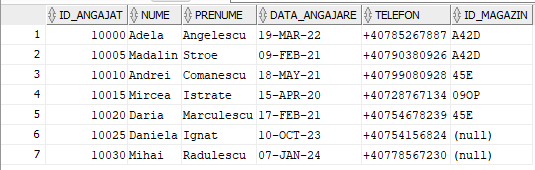 ID_ANGAJAT NUME PRENUME DATA_ANGAJARE TELEFON ID_MAGAZIN
1 10000 Adela Angelescu 19-MAR-22 +40785267887 A42D
2 10005 Madalin Stroe 09-FEB-21 +40790380926 A42D
3 10010 Andrei Comanescu 18-MAY-21 +40799080928 45E
4 10015 Mircea Istrate 15-APR-20 +40728767134 09OP
5 10020 Daria Marculescu 17-FEB-21 +40754678239 45E
6 10025 Daniela Ignat 10-OCT-23 +40754156824 (null)
7 10030 Mihai Radulescu 07-JAN-24 +40778567230 (null)